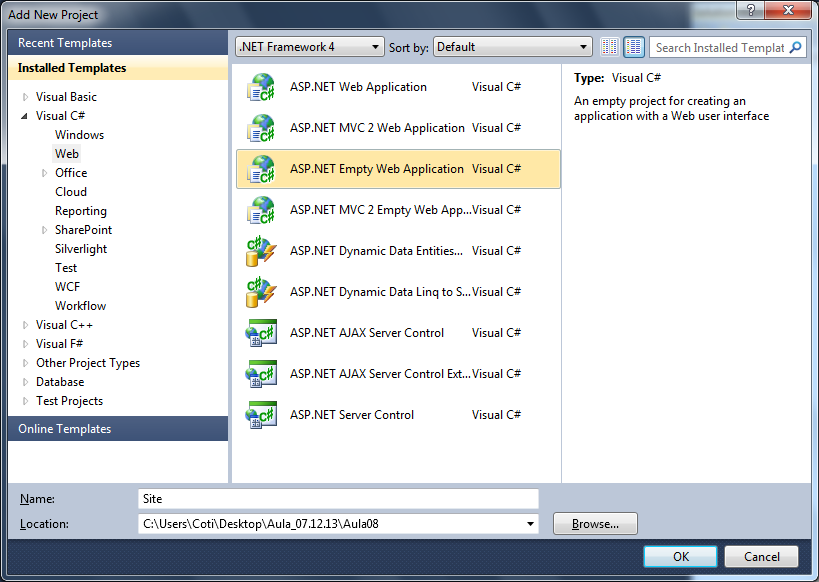 Add New Project
?
Recent Templates
Installed Templates
Visual Basic
Visual C#
Windows
Web
Office
Cloud
Reporting
SharePoint
Silverlight
Test
WCF
Workflow
Visual C++
Visual F#
Other Project Types
Database
Test Projects
Online Templates
.NET Framework 4 Sort by: Default Search Installed Templat
ASP.NET Web Application Visual C#
ASP.NET MVC 2 Web Application Visual C#
ASP.NET Empty Web Application Visual C#
ASP.NET MVC 2 Empty Web App... Visual C#
ASP.NET Dynamic Data Entities... Visual C#
ASP.NET Dynamic Data Linq to S... Visual C#
ASP.NET AJAX Server Control Visual C#
ASP.NET AJAX Server Control Ext... Visual C#
ASP.NET Server Control Visual C#
Type: Visual C#
An empty project for creating an
application with a Web user interface
Name: Site
Location: C:\Users\Coti\Desktop\Aula_07.12.13\Aula08 Browse...
OK Cancel